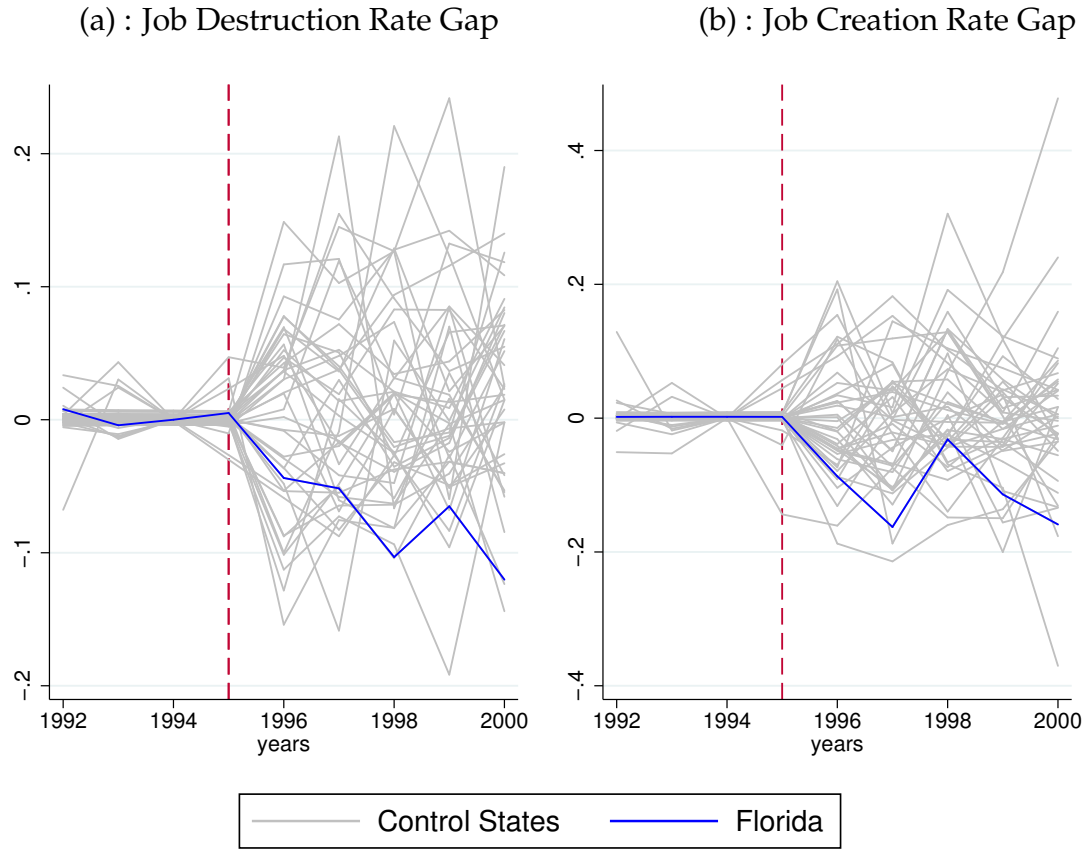 (a) : Job Destruction Rate Gap
(b) : Job Creation Rate Gap
.2
.1
0
−.1
−.2
1992 1994 1996 1998 2000
years
.4
.2
0
−.2
−.4
1992 1994 1996 1998 2000
years
Control States Florida